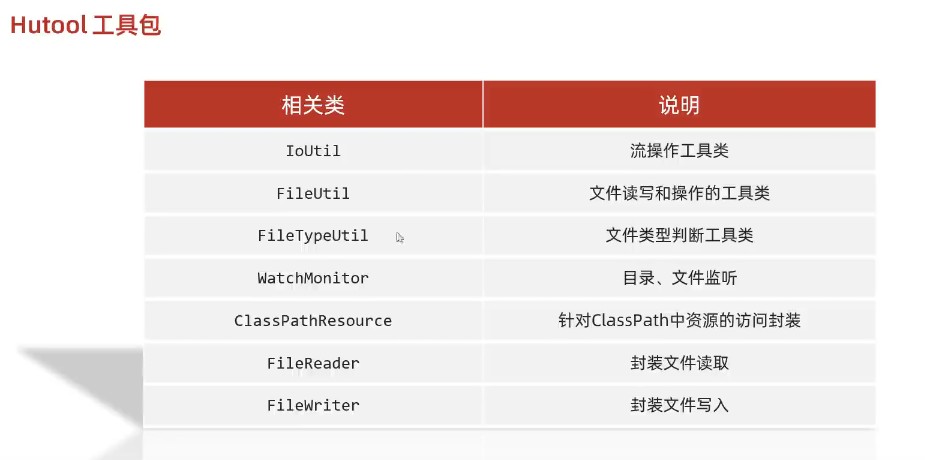 Hutool 工具包
相关类 说明
IoUtil 流操作工具类
FileUtil 文件读写和操作的工具类
FileTypeUtil 文件类型判断工具类
WatchMonitor 目录、文件监听
ClassPathResource 针对ClassPath中资源的访问封装
FileReader 封装文件读取
FileWriter 封装文件写入